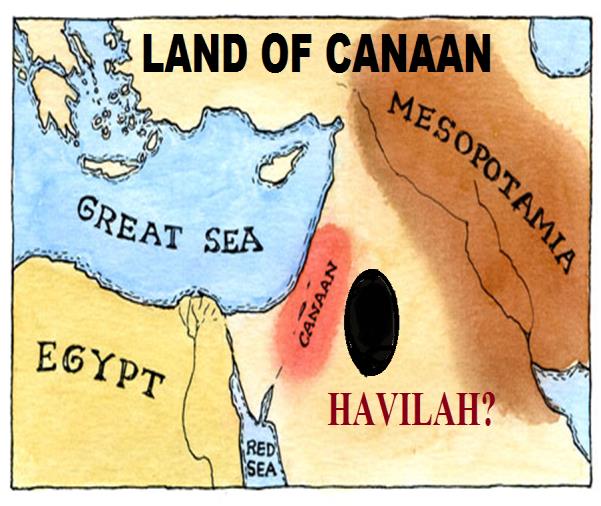 LAND OF CANAAN
MESOPOTAMIA
GREAT SEA
CANAAN
EGYPT
HAVILAH?
RED
SEA